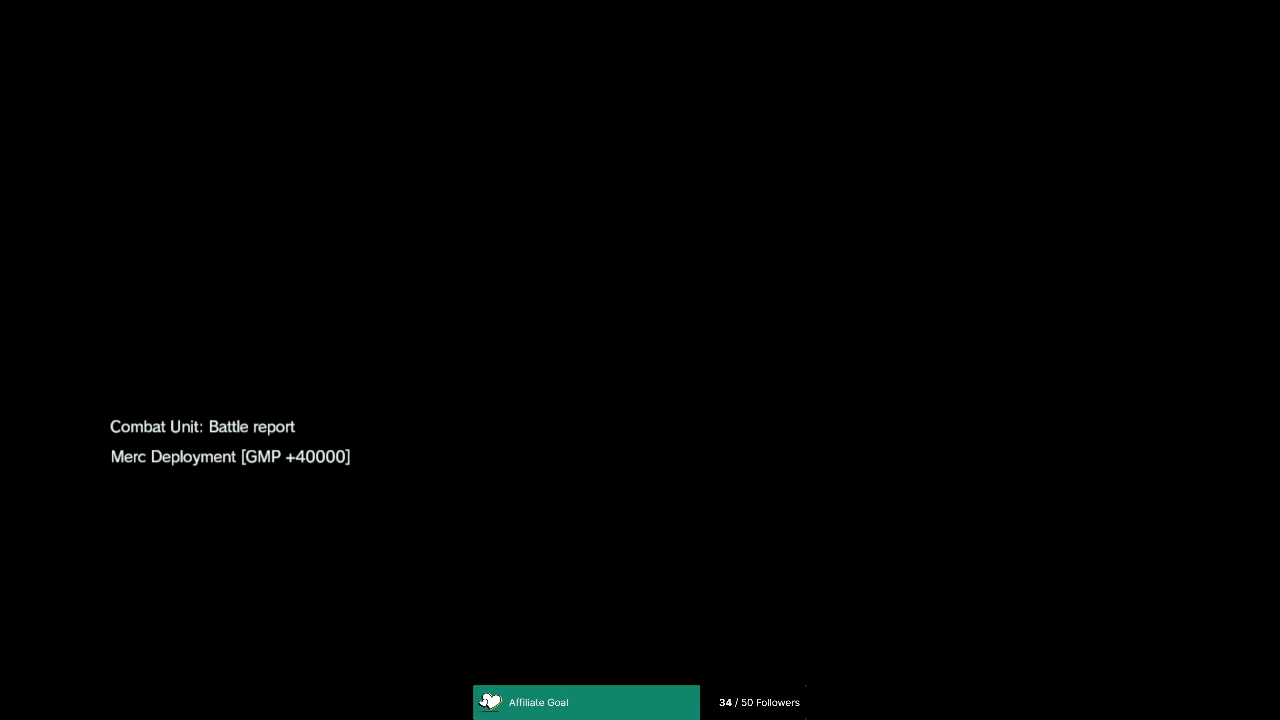 Combat Unit: Battle report
Merc Deployment [GMP +40000]
Affiliate Goal 34 / 50 Followers